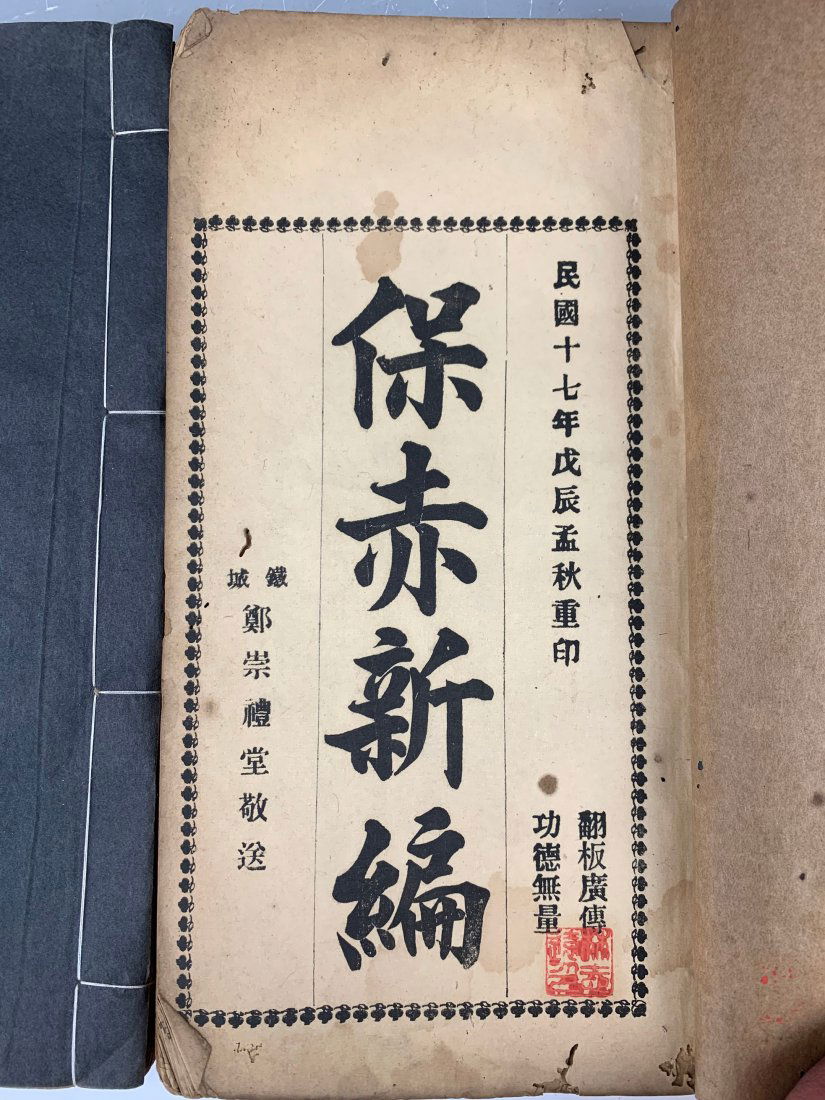 民國十七年戊辰孟秋重印
翻板廣傳
功德無量
保赤新編
鐵城
鄭崇禮堂敬送